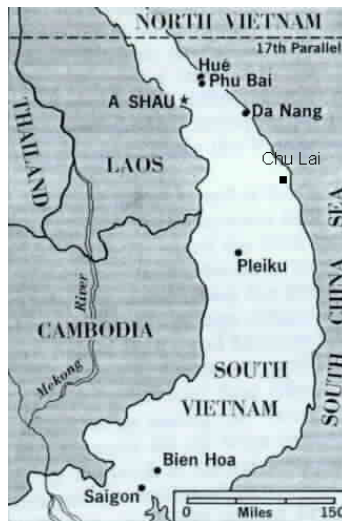 NORTH VIETNAM
17th Parallel
Hué
Phu Bai
A SHAU
Da Nang
THAILAND
LAOS
Chu Lai
Pleiku
CAMBODIA
River
Mekong
SOUTH CHINA SEA
SOUTH
VIETNAM
Bien Hoa
Saigon
0 Miles 150